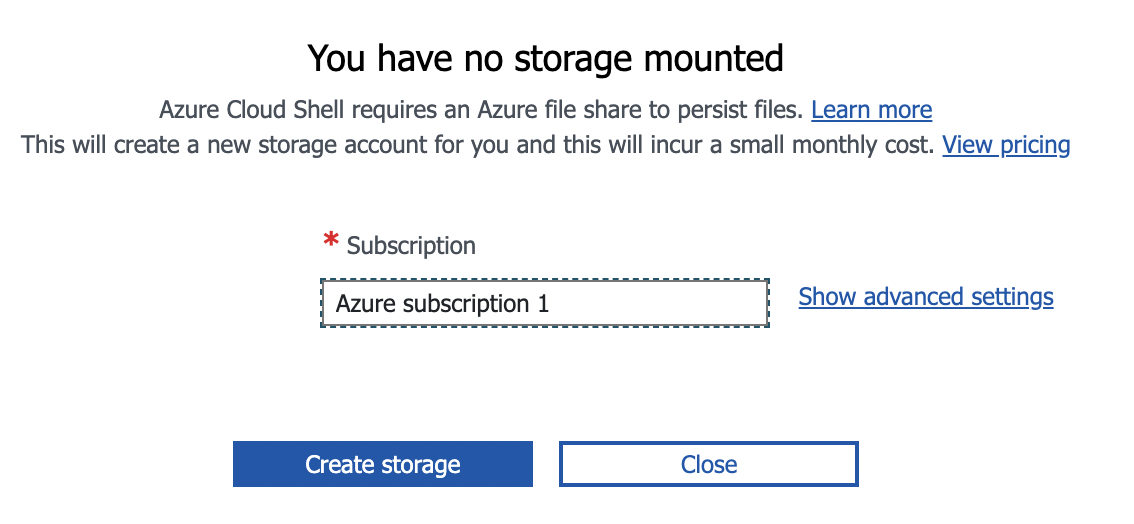 You have no storage mounted
Azure Cloud Shell requires an Azure file share to persist files. Learn more
This will create a new storage account for you and this will incur a small monthly cost. View pricing
* Subscription
Azure subscription 1
Show advanced settings
Create storage
Close